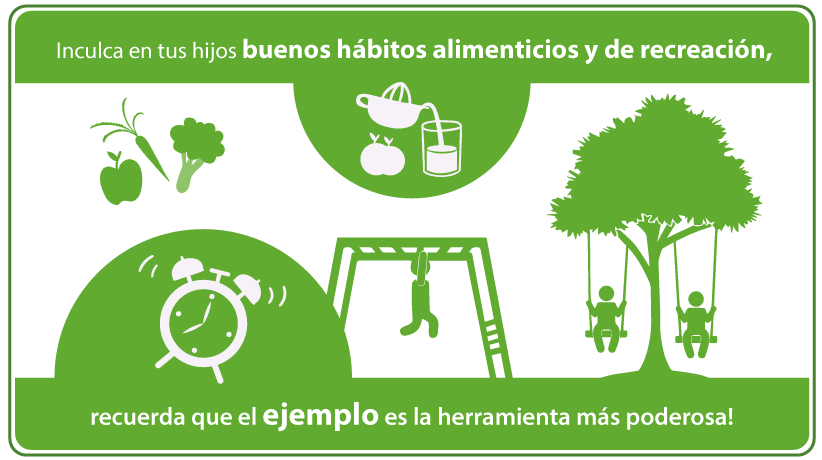 Inculca en tus hijos buenos hábitos alimenticios y de recreación,
recuerda que el ejemplo es la herramienta más poderosa!